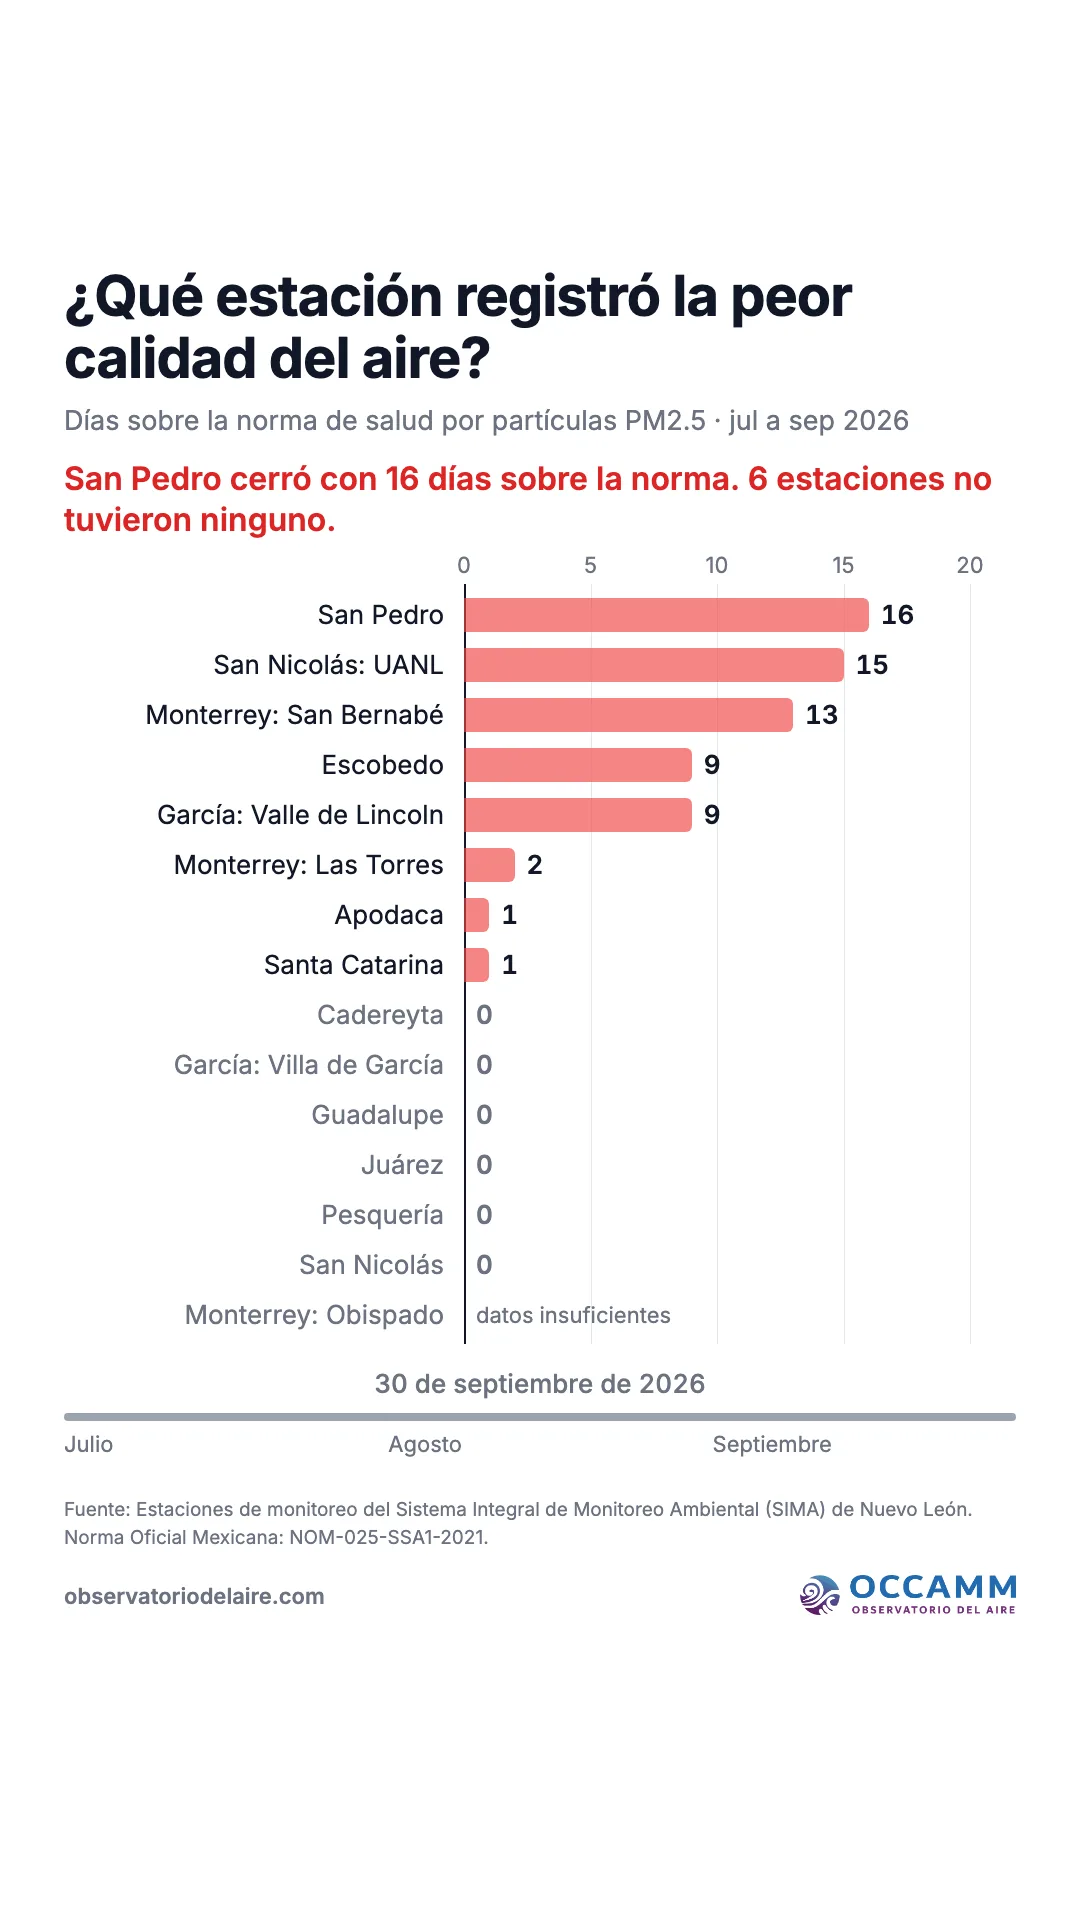 ¿Qué estación registró la peor
calidad del aire?
Días sobre la norma de salud por partículas PM2.5 · jul a sep 2026
San Pedro cerró con 16 días sobre la norma. 6 estaciones no
tuvieron ninguno.
0 5 10 15 20
San Pedro 16
San Nicolás: UANL 15
Monterrey: San Bernabé 13
Escobedo 9
García: Valle de Lincoln 9
Monterrey: Las Torres 2
Apodaca 1
Santa Catarina 1
Cadereyta 0
García: Villa de García 0
Guadalupe 0
Juárez 0
Pesquería 0
San Nicolás 0
Monterrey: Obispado datos insuficientes
30 de septiembre de 2026
Julio Agosto Septiembre
Fuente: Estaciones de monitoreo del Sistema Integral de Monitoreo Ambiental (SIMA) de Nuevo León.
Norma Oficial Mexicana: NOM-025-SSA1-2021.
observatoriodelaire.com
OCCAMM
OBSERVATORIO DEL AIRE